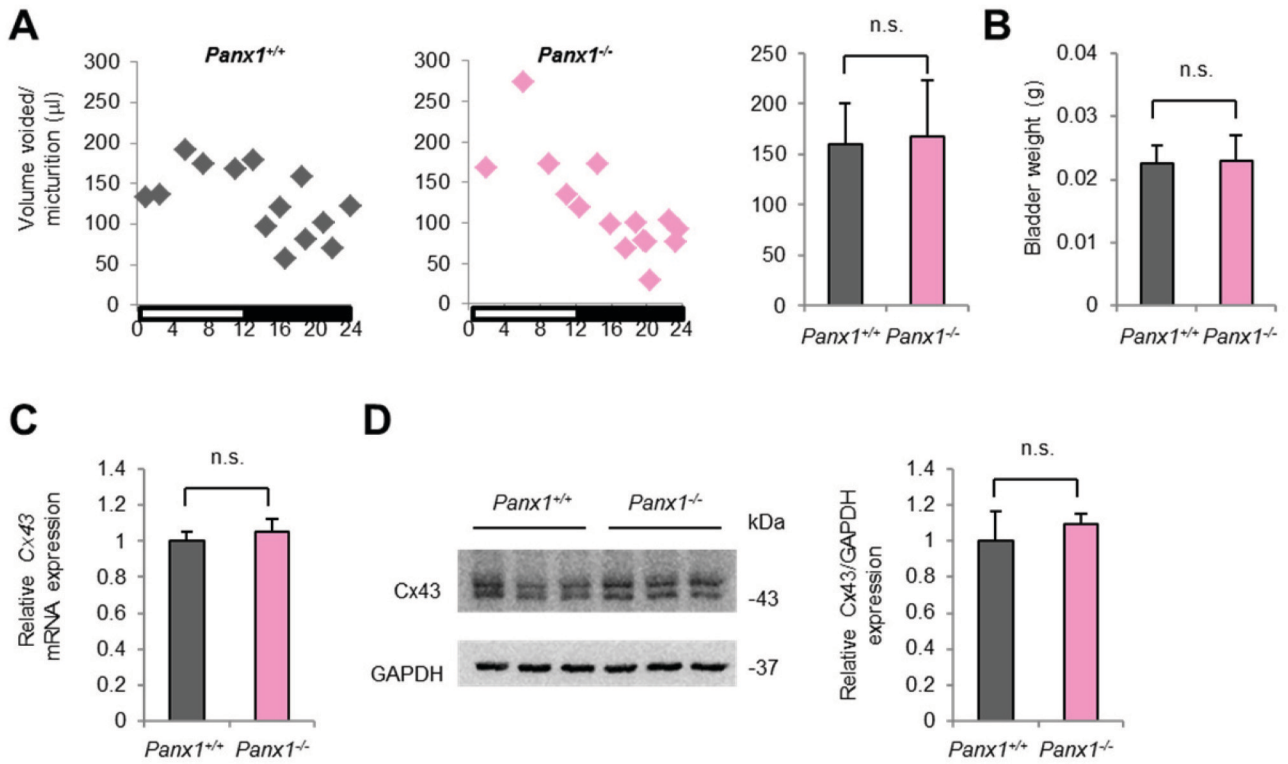 A
Panx1+/+
Volume voided/
micturition (µl)
300
250
200
150
100
50
0
0 4 8 12 16 20 24
Panx1-/-
300
250
200
150
100
50
0
0 4 8 12 16 20 24
n.s.
250
200
150
100
50
0
Panx1+/+ Panx1-/-
B
n.s.
Bladder weight (g)
0.04
0.03
0.02
0.01
0
Panx1+/+ Panx1-/-
C
n.s.
Relative Cx43
mRNA expression
1.4
1.2
1
0.8
0.6
0.4
0.2
0
Panx1+/+ Panx1-/-
D
Panx1+/+ Panx1-/-
kDa
Cx43
-43
GAPDH
-37
n.s.
Relative Cx43/GAPDH
expression
1.4
1.2
1
0.8
0.6
0.4
0.2
0
Panx1+/+ Panx1-/-